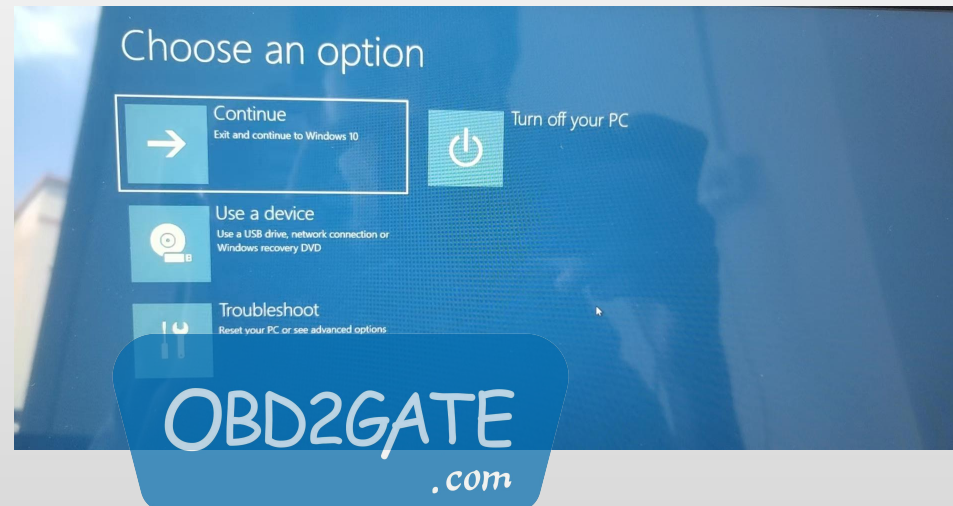 Choose an option
Continue
Exit and continue to Windows 10
Turn off your PC
Use a device
Use a USB drive, network connection or
Windows recovery DVD
Troubleshoot
Reset your PC or see advanced options
OBD2GATE
.com